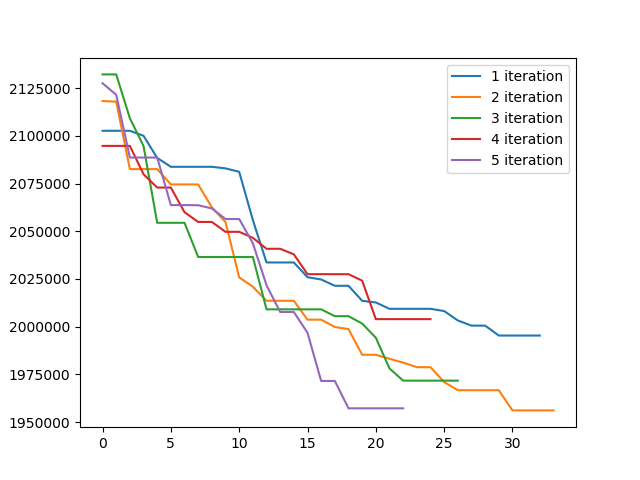 2125000
2100000
2075000
2050000
2025000
2000000
1975000
1950000
0 5 10 15 20 25 30
1 iteration
2 iteration
3 iteration
4 iteration
5 iteration